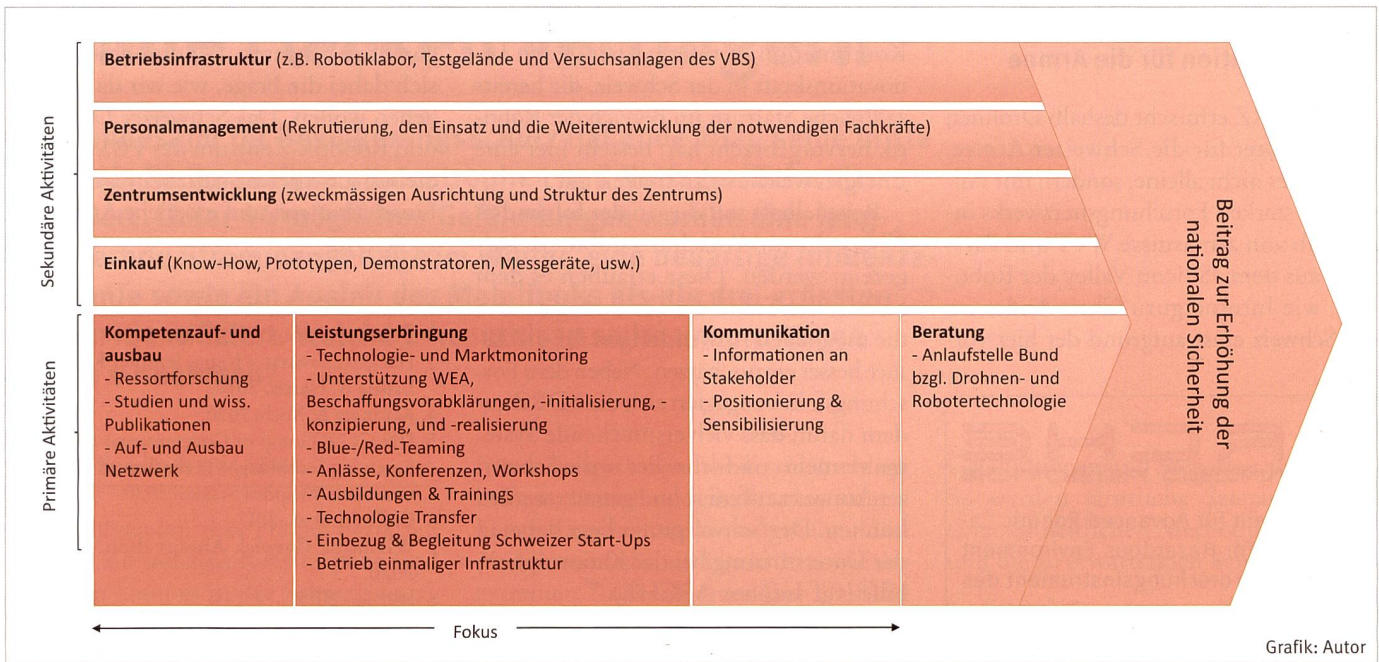 Sekundäre Aktivitäten
Betriebsinfrastruktur (z.B. Robotiklabor, Testgelände und Versuchsanlagen des VBS)
Personalmanagement (Rekrutierung, den Einsatz und die Weiterentwicklung der notwendigen Fachkräfte)
Zentrumsentwicklung (zweckmässigen Ausrichtung und Struktur des Zentrums)
Einkauf (Know-How, Prototypen, Demonstratoren, Messgeräte, usw.)
Primäre Aktivitäten
Kompetenzauf- und
ausbau
- Ressortforschung
- Studien und wiss.
Publikationen
- Auf- und Ausbau
Netzwerk
Leistungserbringung
- Technologie- und Marktmonitoring
- Unterstützung WEA,
Beschaffungsvorabklärungen, -initialisierung, -
konzipierung, und -realisierung
- Blue-/Red-Teaming
- Anlässe, Konferenzen, Workshops
- Ausbildungen & Trainings
- Technologie Transfer
- Einbezug & Begleitung Schweizer Start-Ups
- Betrieb einmaliger Infrastruktur
Kommunikation
- Informationen an
Stakeholder
- Positionierung &
Sensibilisierung
Beratung
- Anlaufstelle Bund
bzgl. Drohnen- und
Robotertechnologie
Beitrag zur Erhöhung der
nationalen Sicherheit
Fokus
Grafik: Autor